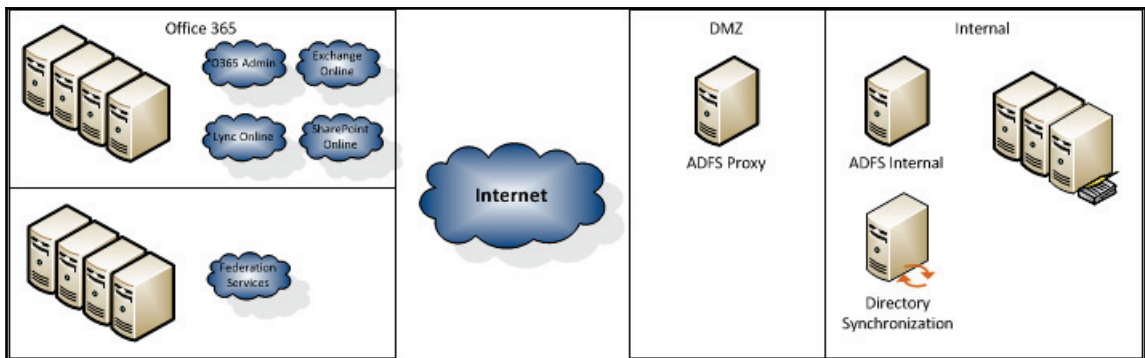 Office 365
O365 Admin
Exchange
Online
Lync Online
SharePoint
Online
Federation
Services
Internet
DMZ
ADFS Proxy
Internal
ADFS Internal
Directory
Synchronization